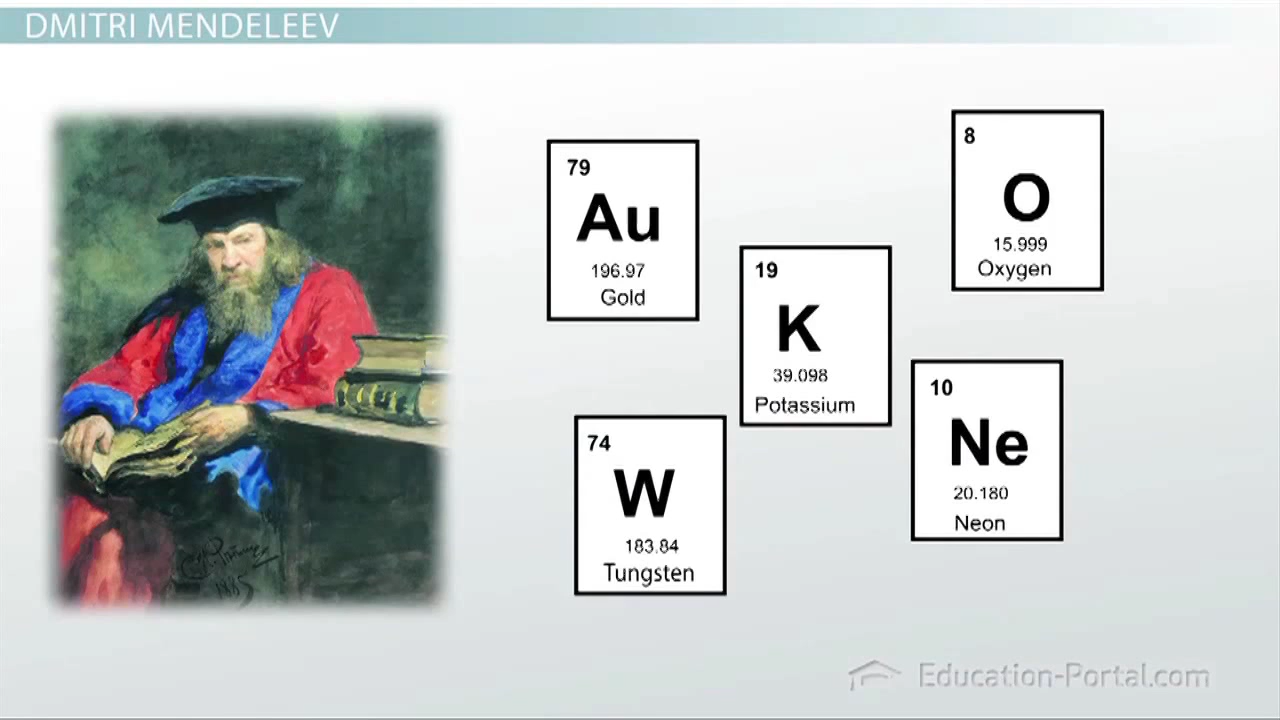 DMITRI MENDELEEV
79
Au
196.97
Gold
19
K
39.098
Potassium
8
O
15.999
Oxygen
74
W
183.84
Tungsten
10
Ne
20.180
Neon
1885
Education-Portal.com